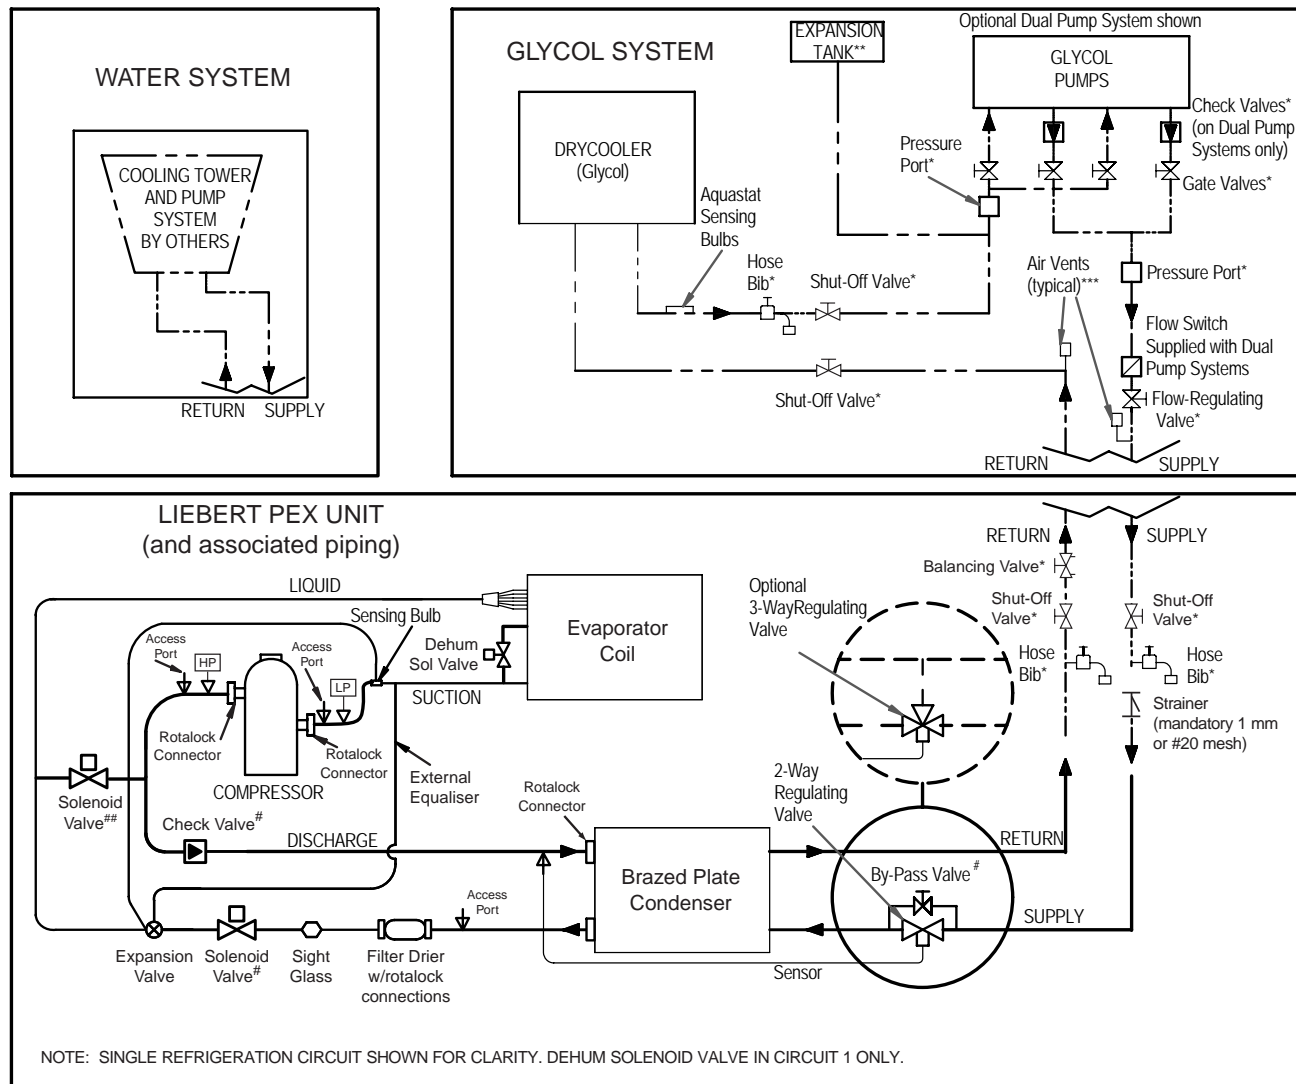 WATER SYSTEM
COOLING TOWER
AND PUMP
SYSTEM
BY OTHERS
RETURN
SUPPLY
GLYCOL SYSTEM
EXPANSION
TANK**
Optional Dual Pump System shown
GLYCOL
PUMPS
DRYCOOLER
(Glycol)
Pressure
Port*
Check Valves*
(on Dual Pump
Systems only)
Gate Valves*
Aquastat
Sensing
Bulbs
Hose
Bib*
Shut-Off Valve*
Air Vents
(typical)***
Pressure Port*
Flow Switch
Supplied with Dual
Pump Systems
Shut-Off Valve*
Flow-Regulating
Valve*
RETURN
SUPPLY
LIEBERT PEX UNIT
(and associated piping)
RETURN
SUPPLY
Balancing Valve*
LIQUID
Optional
3-WayRegulating
Valve
Shut-Off
Valve*
Shut-Off
Valve*
Sensing Bulb
Access
Port
HP
Access
Port
LP
Dehum
Sol Valve
Evaporator
Coil
SUCTION
Hose
Bib*
Hose
Bib*
Strainer
(mandatory 1 mm
or #20 mesh)
Rotalock
Connector
Rotalock
Connector
COMPRESSOR
External
Equaliser
Solenoid
Valve##
Check Valve#
Rotalock
Connector
2-Way
Regulating
Valve
DISCHARGE
RETURN
Brazed Plate
Condenser
By-Pass Valve#
SUPPLY
Access
Port
Expansion
Valve
Solenoid
Valve#
Sight
Glass
Filter Drier
w/rotalock
connections
Sensor
NOTE: SINGLE REFRIGERATION CIRCUIT SHOWN FOR CLARITY. DEHUM SOLENOID VALVE IN CIRCUIT 1 ONLY.